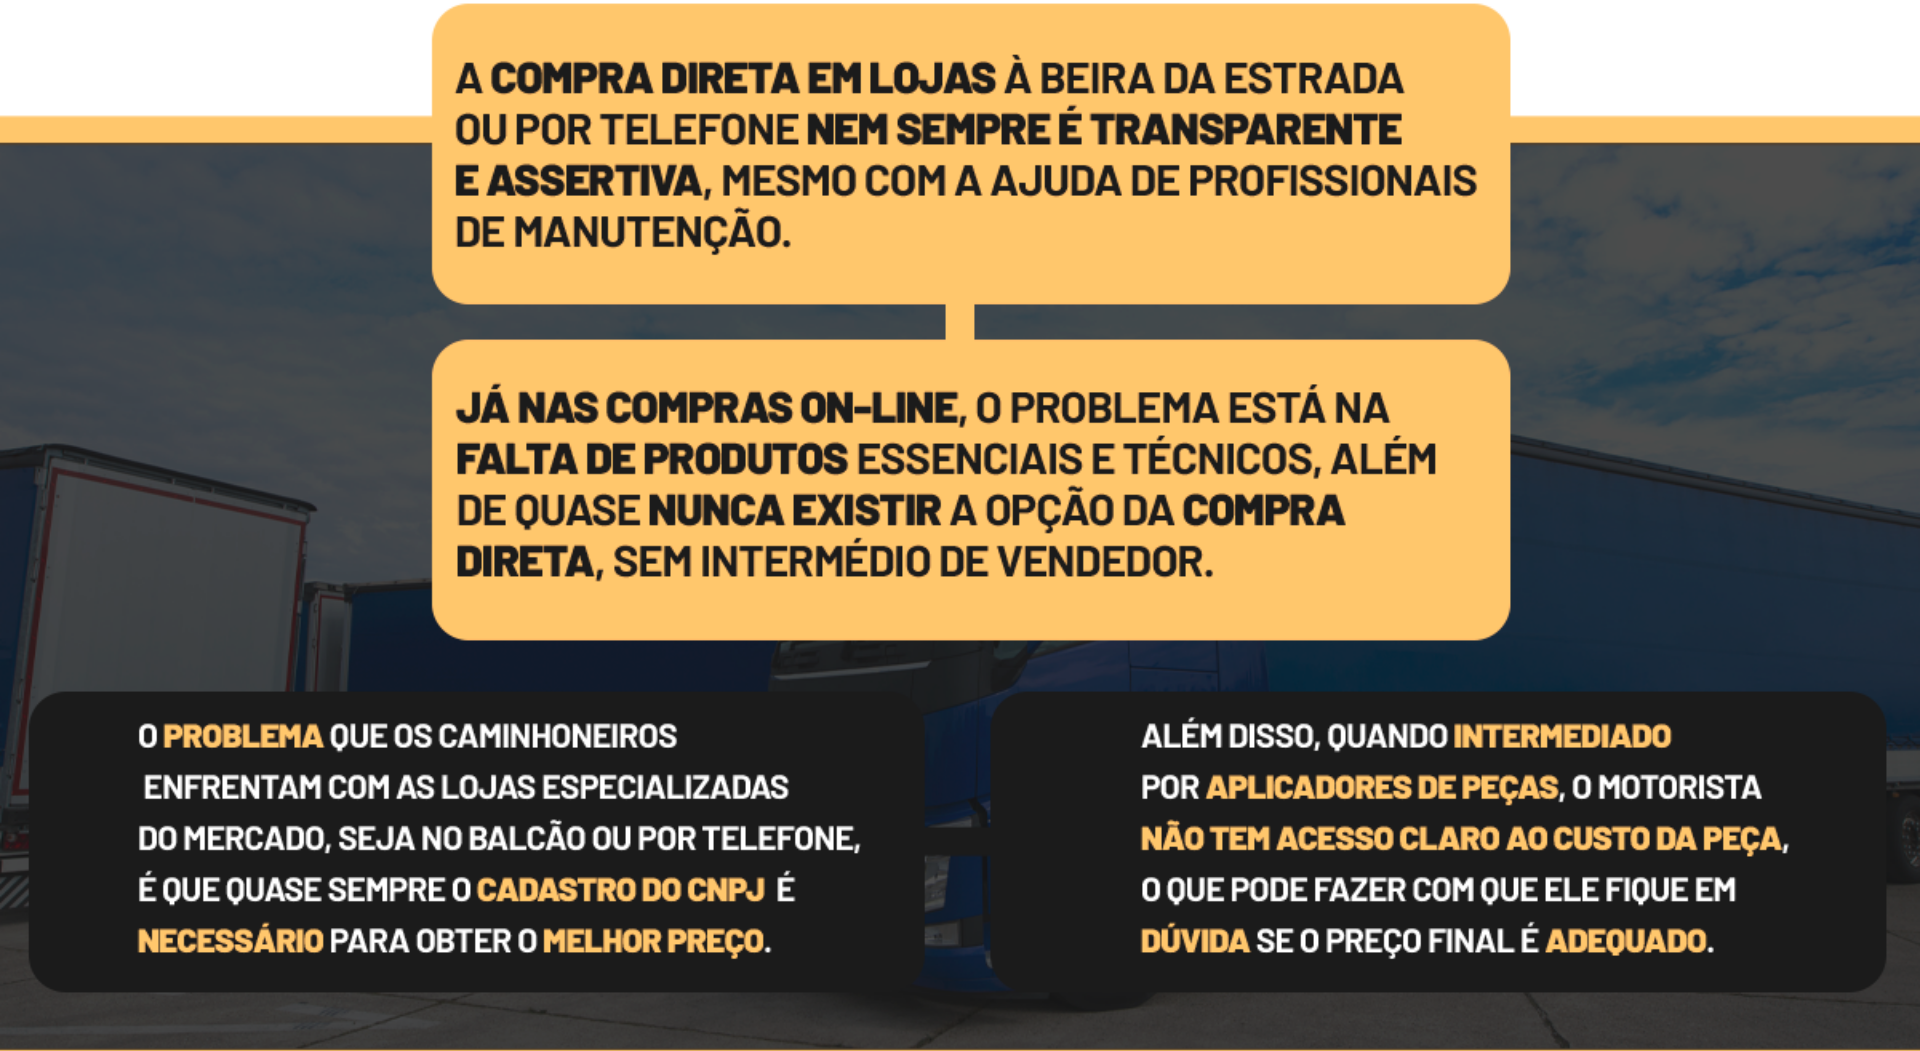 A COMPRA DIRETA EM LOJAS À BEIRA DA ESTRADA
OU POR TELEFONE NEM SEMPRE É TRANSPARENTE
E ASSERTIVA, MESMO COM A AJUDA DE PROFISSIONAIS
DE MANUTENÇÃO.
JÁ NAS COMPRAS ON-LINE, O PROBLEMA ESTÁ NA
FALTA DE PRODUTOS ESSENCIAIS E TÉCNICOS, ALÉM
DE QUASE NUNCA EXISTIR A OPÇÃO DA COMPRA
DIRETA, SEM INTERMÉDIO DE VENDEDOR.
O PROBLEMA QUE OS CAMINHONEIROS
ENFRENTAM COM AS LOJAS ESPECIALIZADAS
DO MERCADO, SEJA NO BALCÃO OU POR TELEFONE,
É QUE QUASE SEMPRE O CADASTRO DO CNPJ É
NECESSÁRIO PARA OBTER O MELHOR PREÇO.
ALÉM DISSO, QUANDO INTERMEDIADO
POR APLICADORES DE PEÇAS, O MOTORISTA
NÃO TEM ACESSO CLARO AO CUSTO DA PEÇA,
O QUE PODE FAZER COM QUE ELE FIQUE EM
DÚVIDA SE O PREÇO FINAL É ADEQUADO.